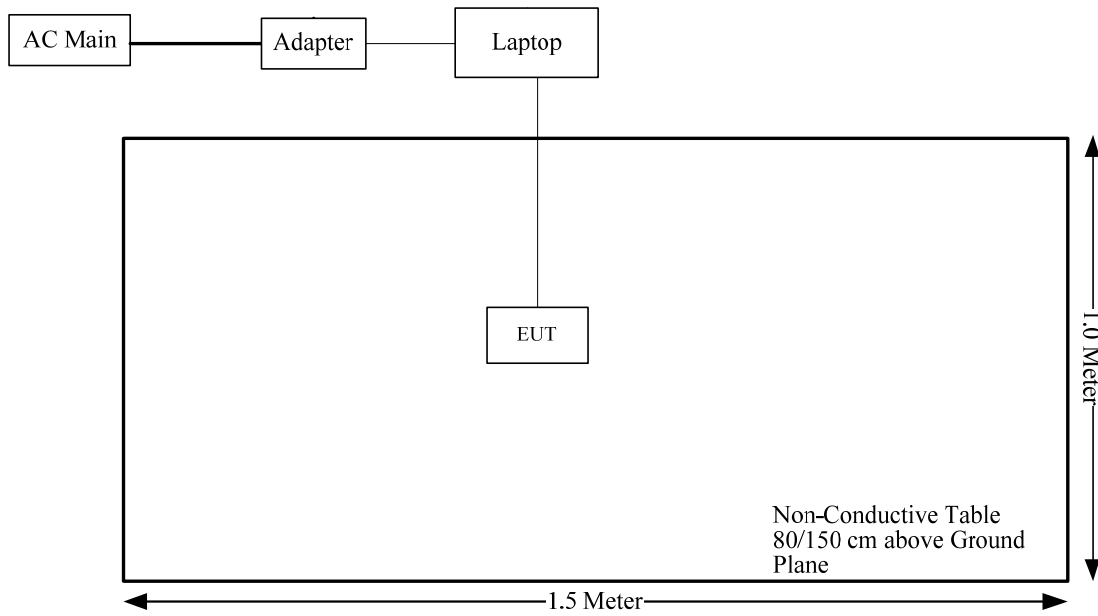 AC Main
Adapter
Laptop
EUT
1.0 Meter
Non-Conductive Table
80/150 cm above Ground
Plane
1.5 Meter